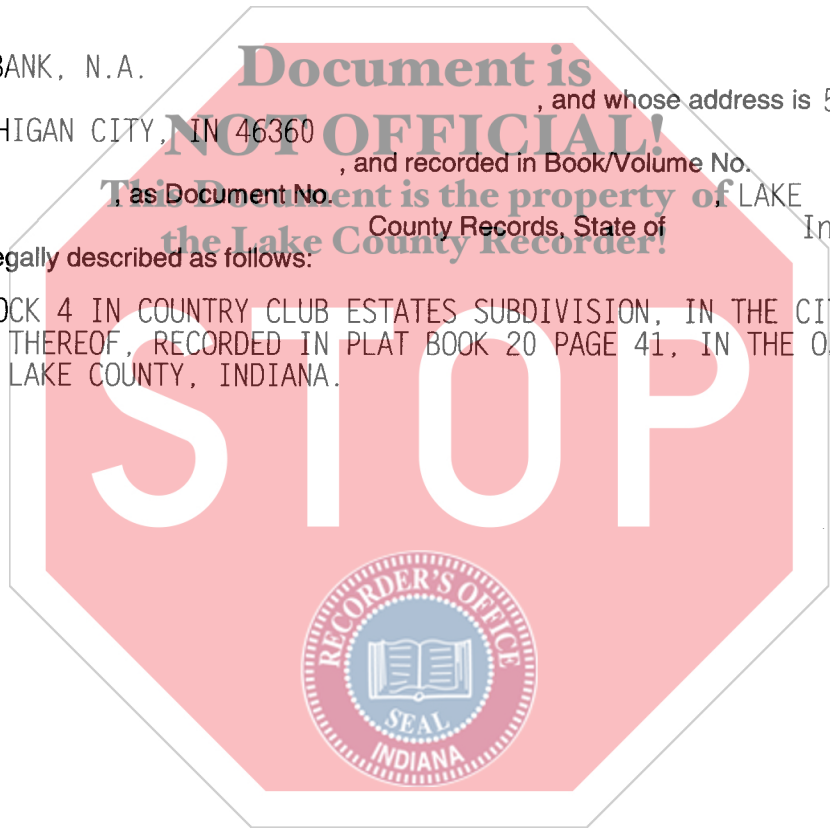 BANK, N.A.
Document is
, and whose address is 5
HIGAN CITY, IN 46360
NOT OFFICIAL!
, and recorded in Book/Volume No.
, as Document No.
This Document is the property of
, LAKE
the Lake County Recorder!
County Records, State of In
egally described as follows:
OCK 4 IN COUNTRY CLUB ESTATES SUBDIVISION, IN THE CI
THEREOF, RECORDED IN PLAT BOOK 20 PAGE 41, IN THE O
LAKE COUNTY, INDIANA.
STOP
RECORDER'S OFFICE
SEAL
INDIANA